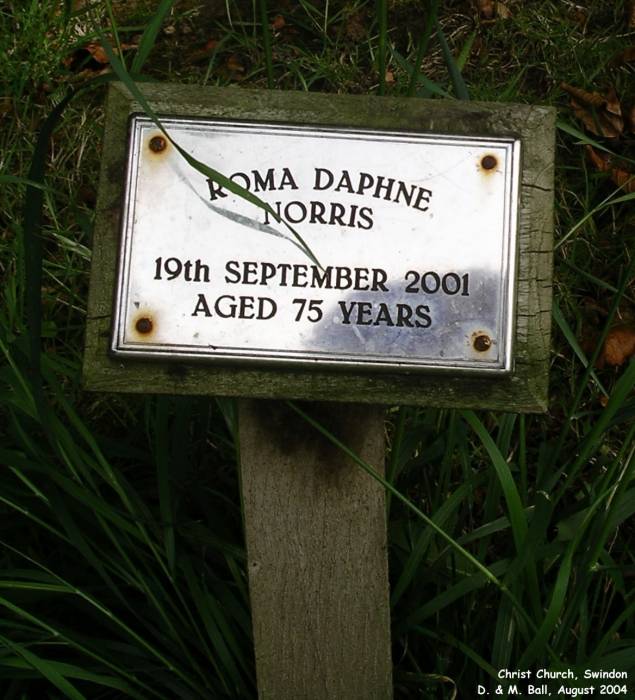 ROMA DAPHNE
NORRIS
19th SEPTEMBER 2001
AGED 75 YEARS
Christ Church, Swindon
D. & M. Ball, August 2004